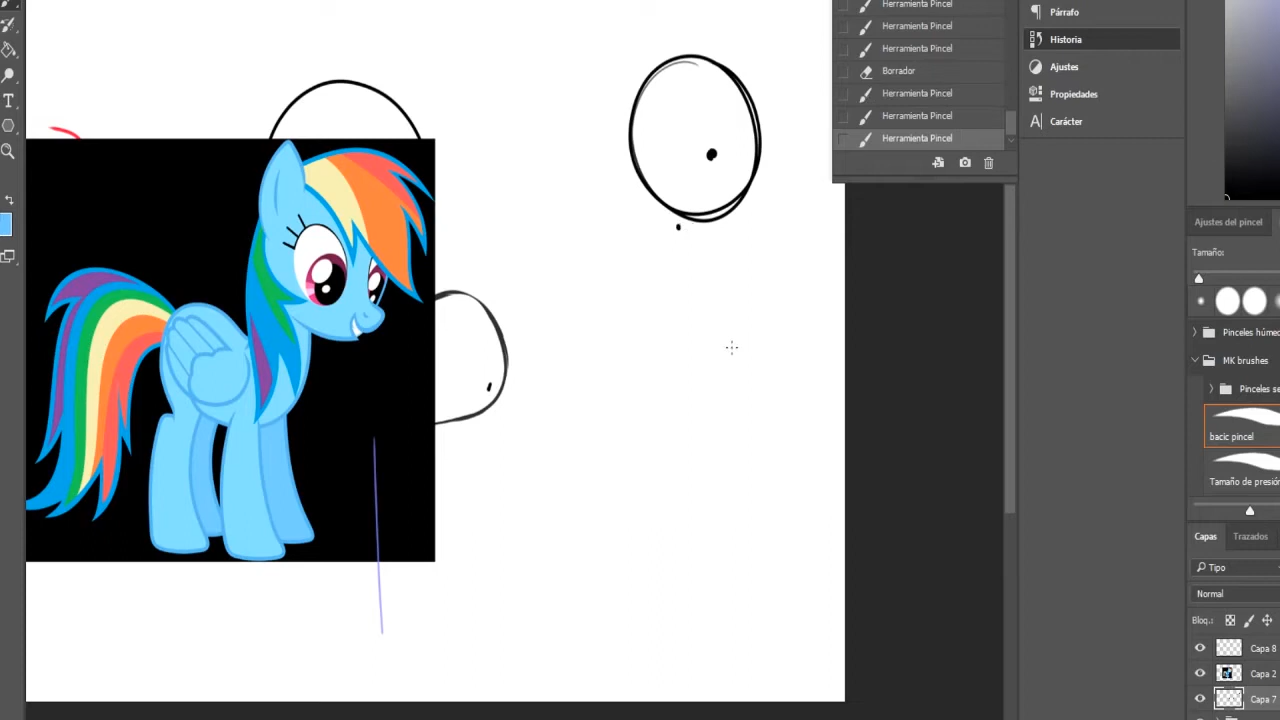 Herramienta Pincel
Herramienta Pincel
Herramienta Pincel
Borrador
Herramienta Pincel
Herramienta Pincel
Herramienta Pincel
Párrafo
Historia
Ajustes
Propiedades
Carácter
Ajustes del pincel
Tamaño:
Pinceles húme
MK brushes
Pinceles se
bacic pincel
Tamaño de presió
Capas
Trazados
Tipo
Normal
Bloq.:
Capa 8
Capa 2
Capa 7